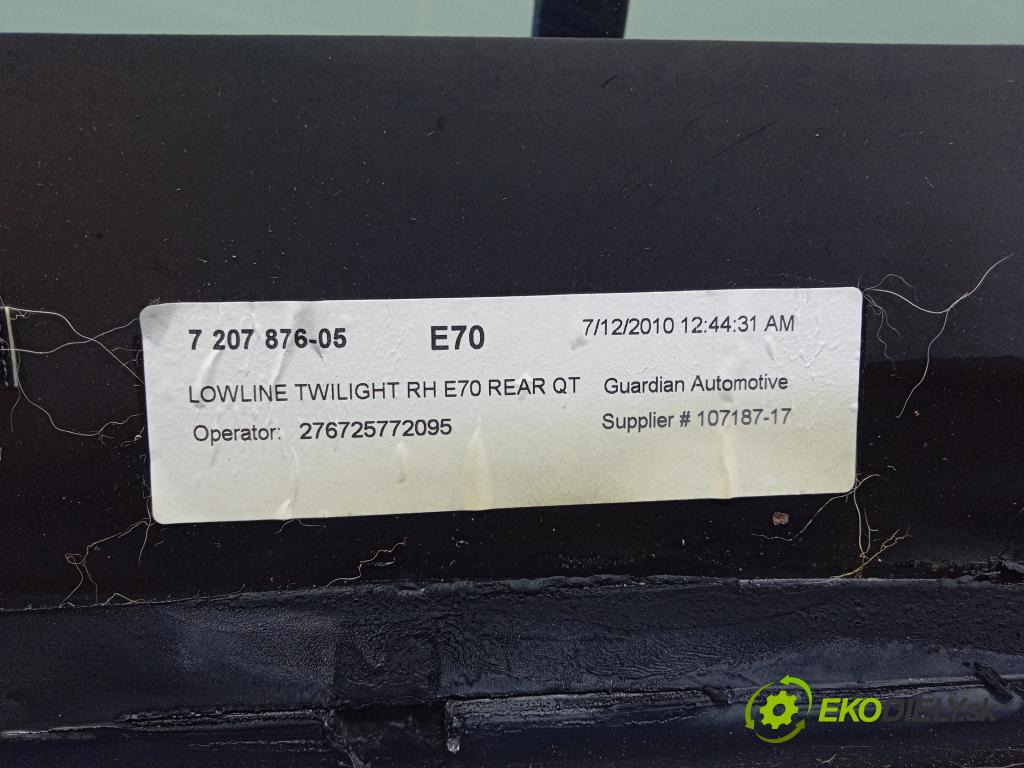 7 207 876-05 E70 7/12/2010 12:44:31 AM
LOWLINE TWILIGHT RH E70 REAR QT Guardian Automotive
Operator: 276725772095 Supplier # 107187-17
EKODIELY.sk